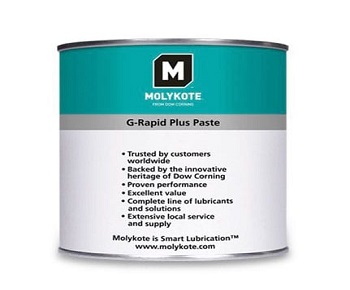 M
MOLYKOTE
FROM DOW CORNING
G-Rapid Plus Paste
• Trusted by customers
worldwide
• Backed by the innovative
heritage of Dow Corning
• Proven performance
• Excellent value
• Complete line of lubricants
and solutions
• Extensive local service
and supply
Molykote is Smart Lubrication™
www.molykote.com